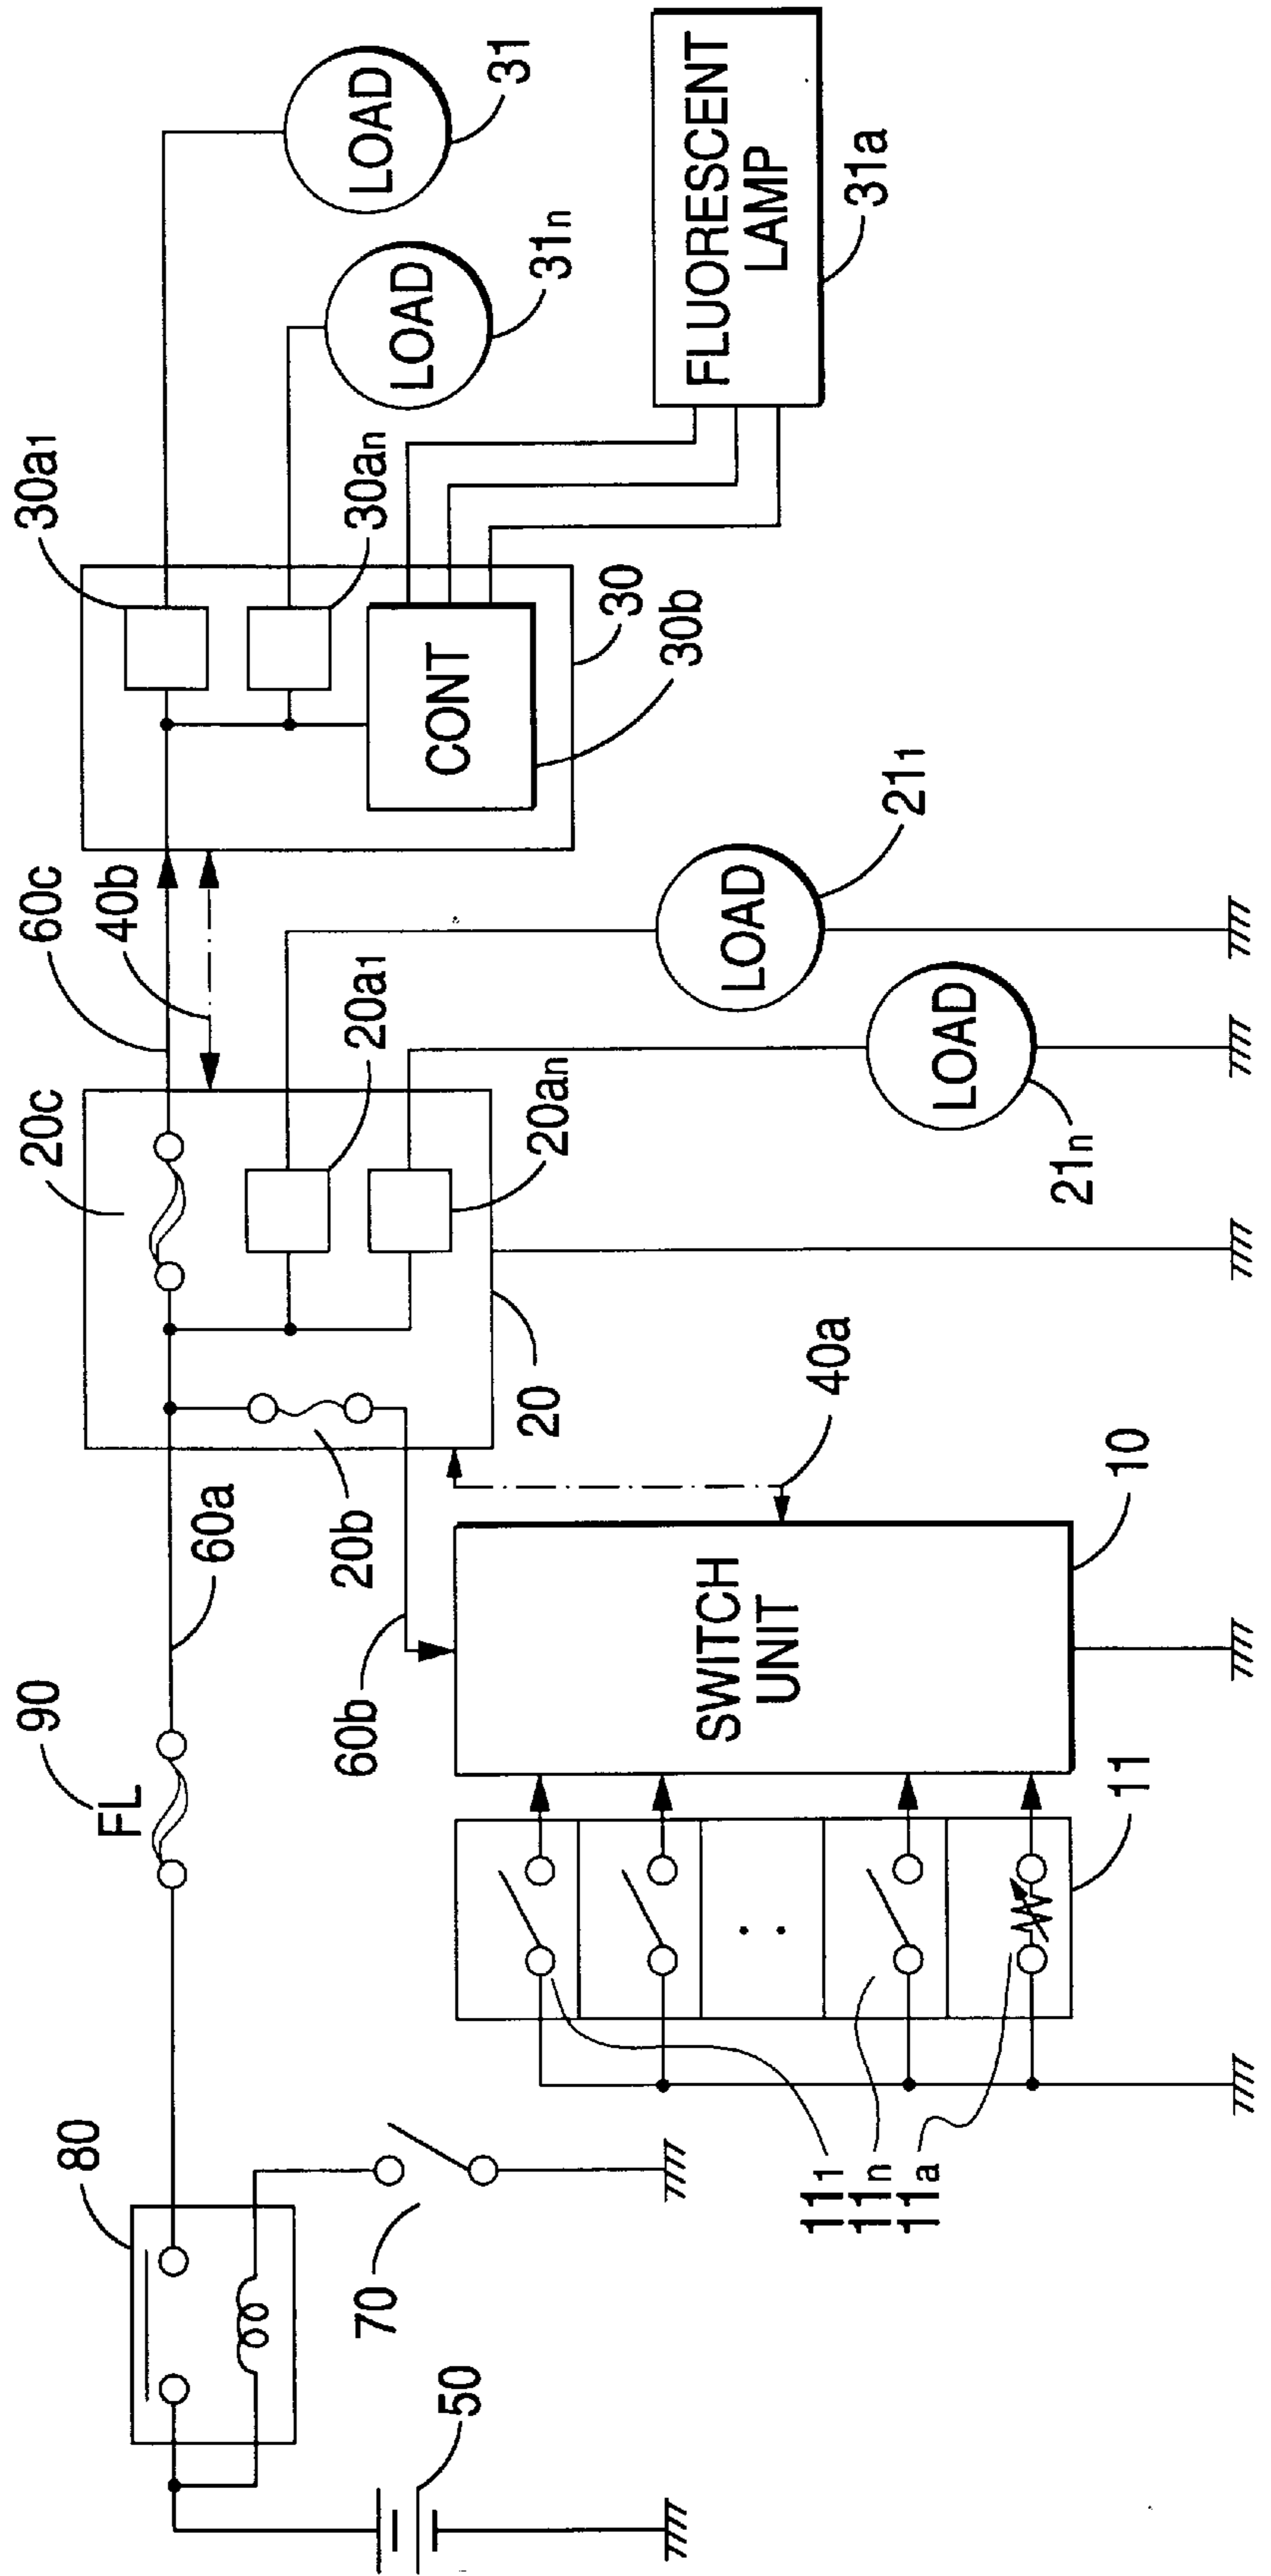 80
90
FL
60a
20c
60c
40b
30a1
30an
LOAD
31
LOAD
31n
FLUORESCENT
LAMP
31a
CONT
30
30b
20a1
20an
20
20b
60b
40a
LOAD
211
LOAD
21n
50
70
SWITCH
UNIT
10
11
111
11n
11a